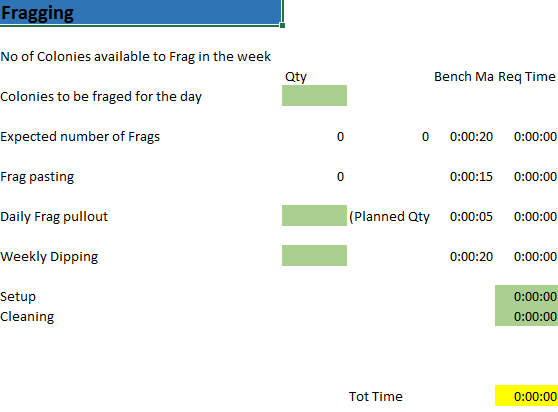 Fragging
No of Colonies available to Frag in the week
Qty Bench Ma Req Time
Colonies to be fraged for the day
Expected number of Frags 0 0 0:00:20 0:00:00
Frag pasting 0 0:00:15 0:00:00
Daily Frag pullout (Planned Qty 0:00:05 0:00:00
Weekly Dipping 0:00:20 0:00:00
Setup 0:00:00
Cleaning 0:00:00
Tot Time 0:00:00